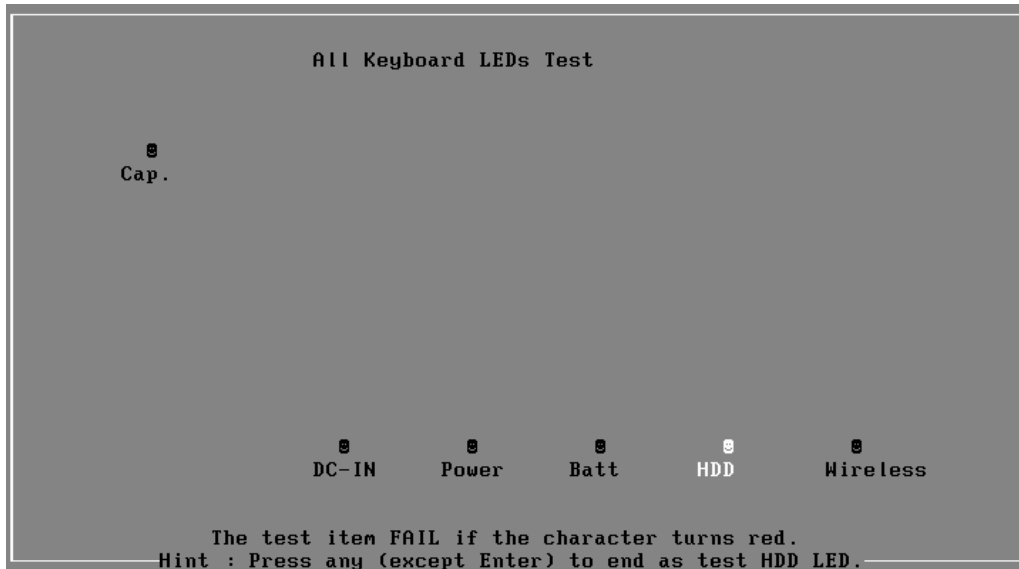 All Keyboard LEDs Test
Cap.
DC-IN Power Batt HDD Wireless
The test item FAIL if the character turns red.
Hint : Press any (except Enter) to end as test HDD LED.